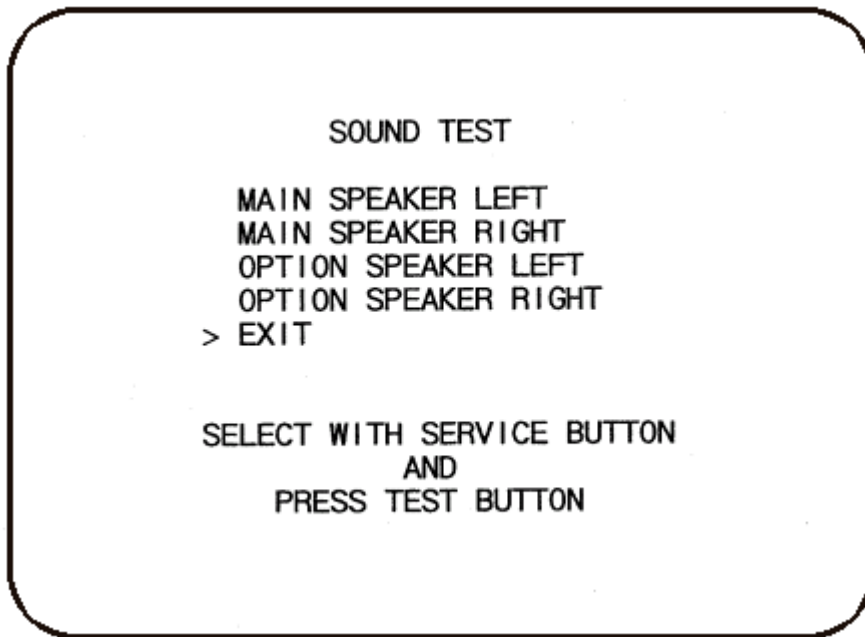 SOUND TEST
MAIN SPEAKER LEFT
MAIN SPEAKER RIGHT
OPTION SPEAKER LEFT
OPTION SPEAKER RIGHT
> EXIT
SELECT WITH SERVICE BUTTON
AND
PRESS TEST BUTTON